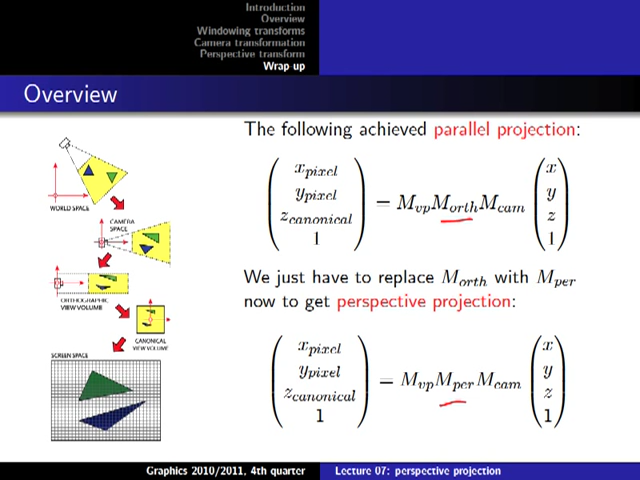 Introduction
Overview
Windowing transforms
Camera transformation
Perspective transform
Wrap-up
Overview
The following achieved parallel projection:
x_pixel
y_pixel
z_canonical
1
= M_vp M_orth M_cam
x
y
z
1
We just have to replace M_orth with M_per
now to get perspective projection:
x_pixel
y_pixel
z_canonical
1
= M_vp M_per M_cam
x
y
z
1
WORLD SPACE
CAMERA
SPACE
ORTHOGRAPHIC
VIEW VOLUME
CANONICAL
VIEW VOLUME
SCREEN SPACE
Graphics 2010/2011, 4th quarter
Lecture 07: perspective projection